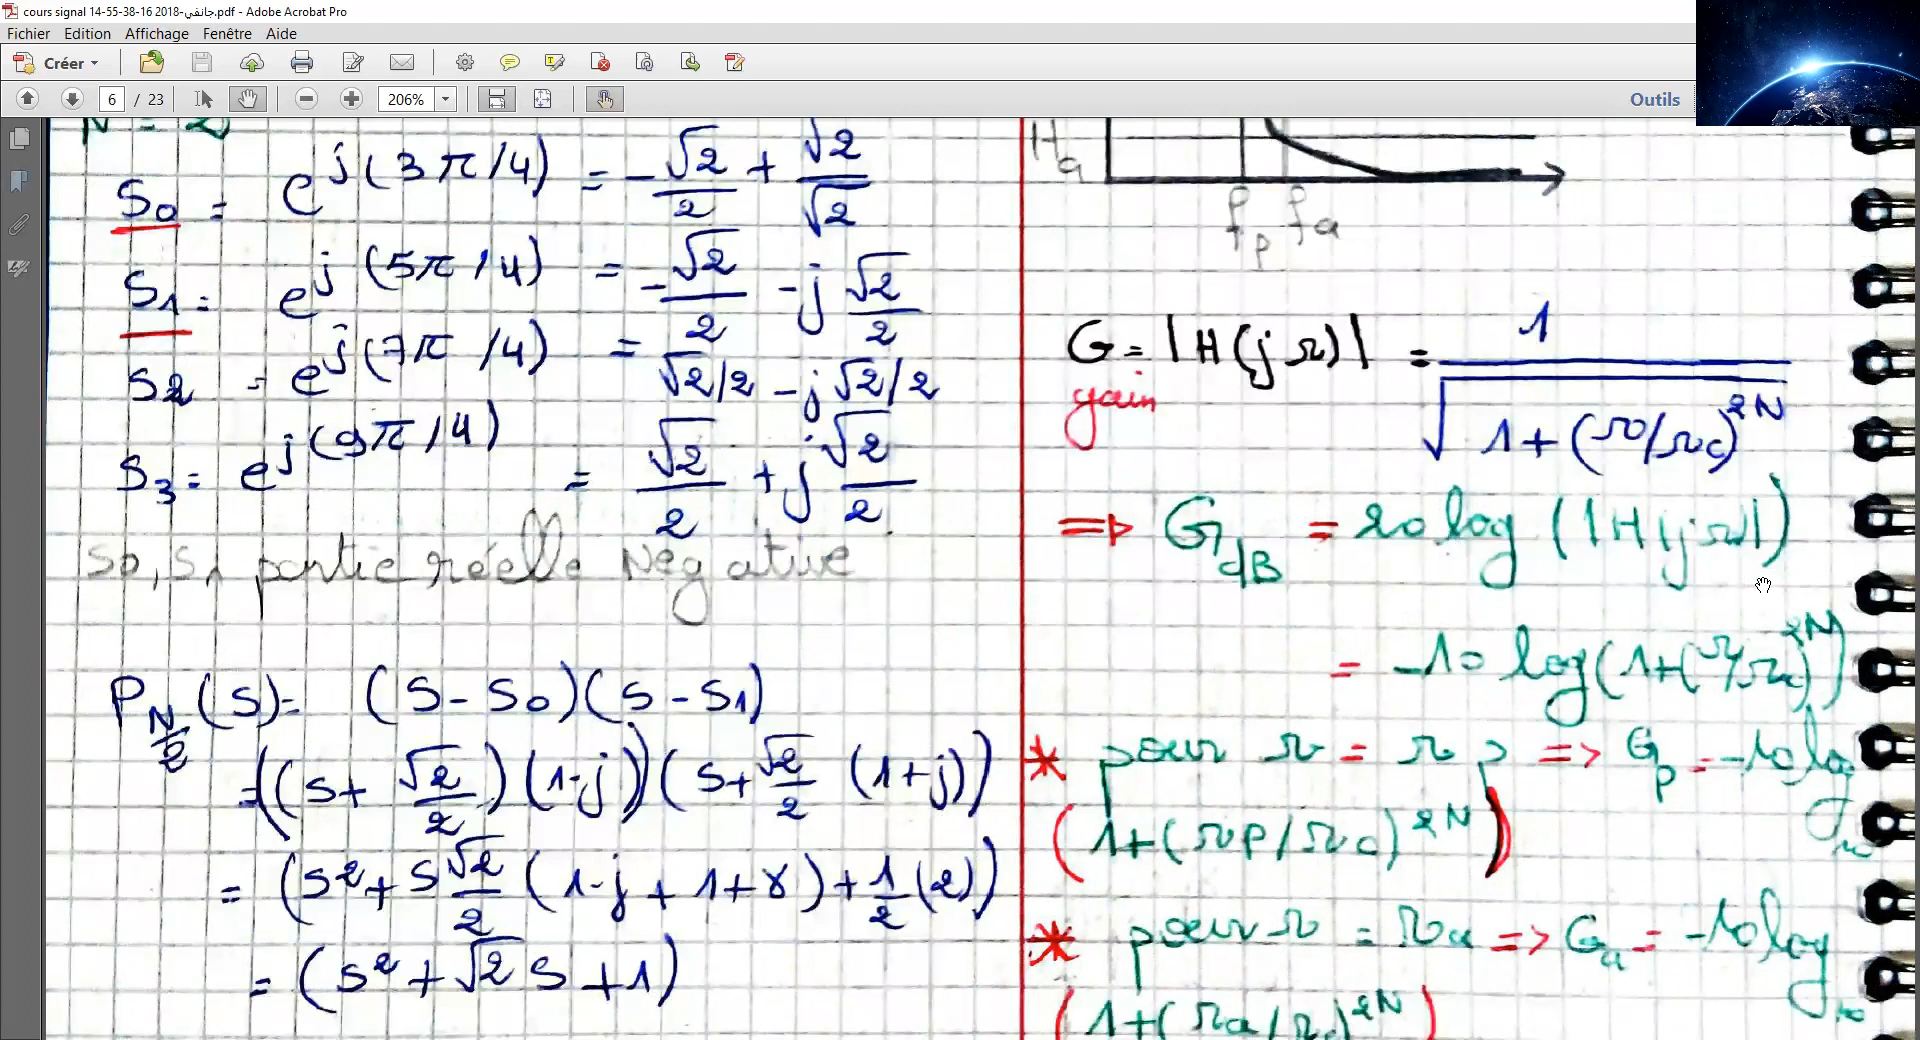 cours signal 14-55-38-16 2018-جانفي.pdf - Adobe Acrobat Pro
Fichier Edition Affichage Fenêtre Aide
Créer
6 / 23 206% Outils
N = 2
S0 = e^j(3π/4) = -√2/2 + √2/√2
S1 = e^j(5π/4) = -√2/2 - j√2/2
S2 = e^j(7π/4) = √2/2 - j√2/2
S3 = e^j(9π/4) = √2/2 + j√2/2
S0, S1 partie réelle Négative
P_N/2(S) = (S - S0)(S - S1)
= ((S + √2/2)(1-j))(S + √2/2 (1+j))
= (S² + S√2/2 (1-j + 1+j) + 1/2(2))
= (S² + √2 S + 1)
Ha
fp fa
G = |H(jΩ)| = 1/√(1+(Ω/Ωc)^2N)
gain
=> G_dB = 20 log (|H(jΩ)|)
= -10 log(1+(Ω/Ωc)^2N)
* pour Ω = Ωp => Gp = -10 log10
(1+(Ωp/Ωc)^2N)
* pour Ω = Ωa => Ga = -10 log10
(1+(Ωa/Ωc)^2N)